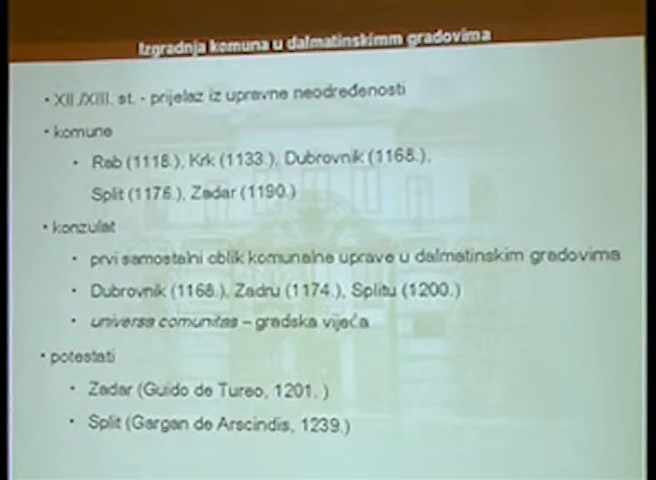 Izgradnja komuna u dalmatinskimm gradovima
• XII./XIII. st. - prijelaz iz upravne neodređenosti
• komune
• Rab (1118.), Krk (1133.), Dubrovnik (1168.),
Split (1176.), Zadar (1190.)
• konzulat
• prvi samostalni oblik komunalne uprave u dalmatinskim gradovima
• Dubrovnik (1168.), Zadru (1174.), Splitu (1200.)
• universa comunitas – gradska vijeća
• potestati
• Zadar (Guido de Tureo, 1201. )
• Split (Gargan de Arscindis, 1239.)